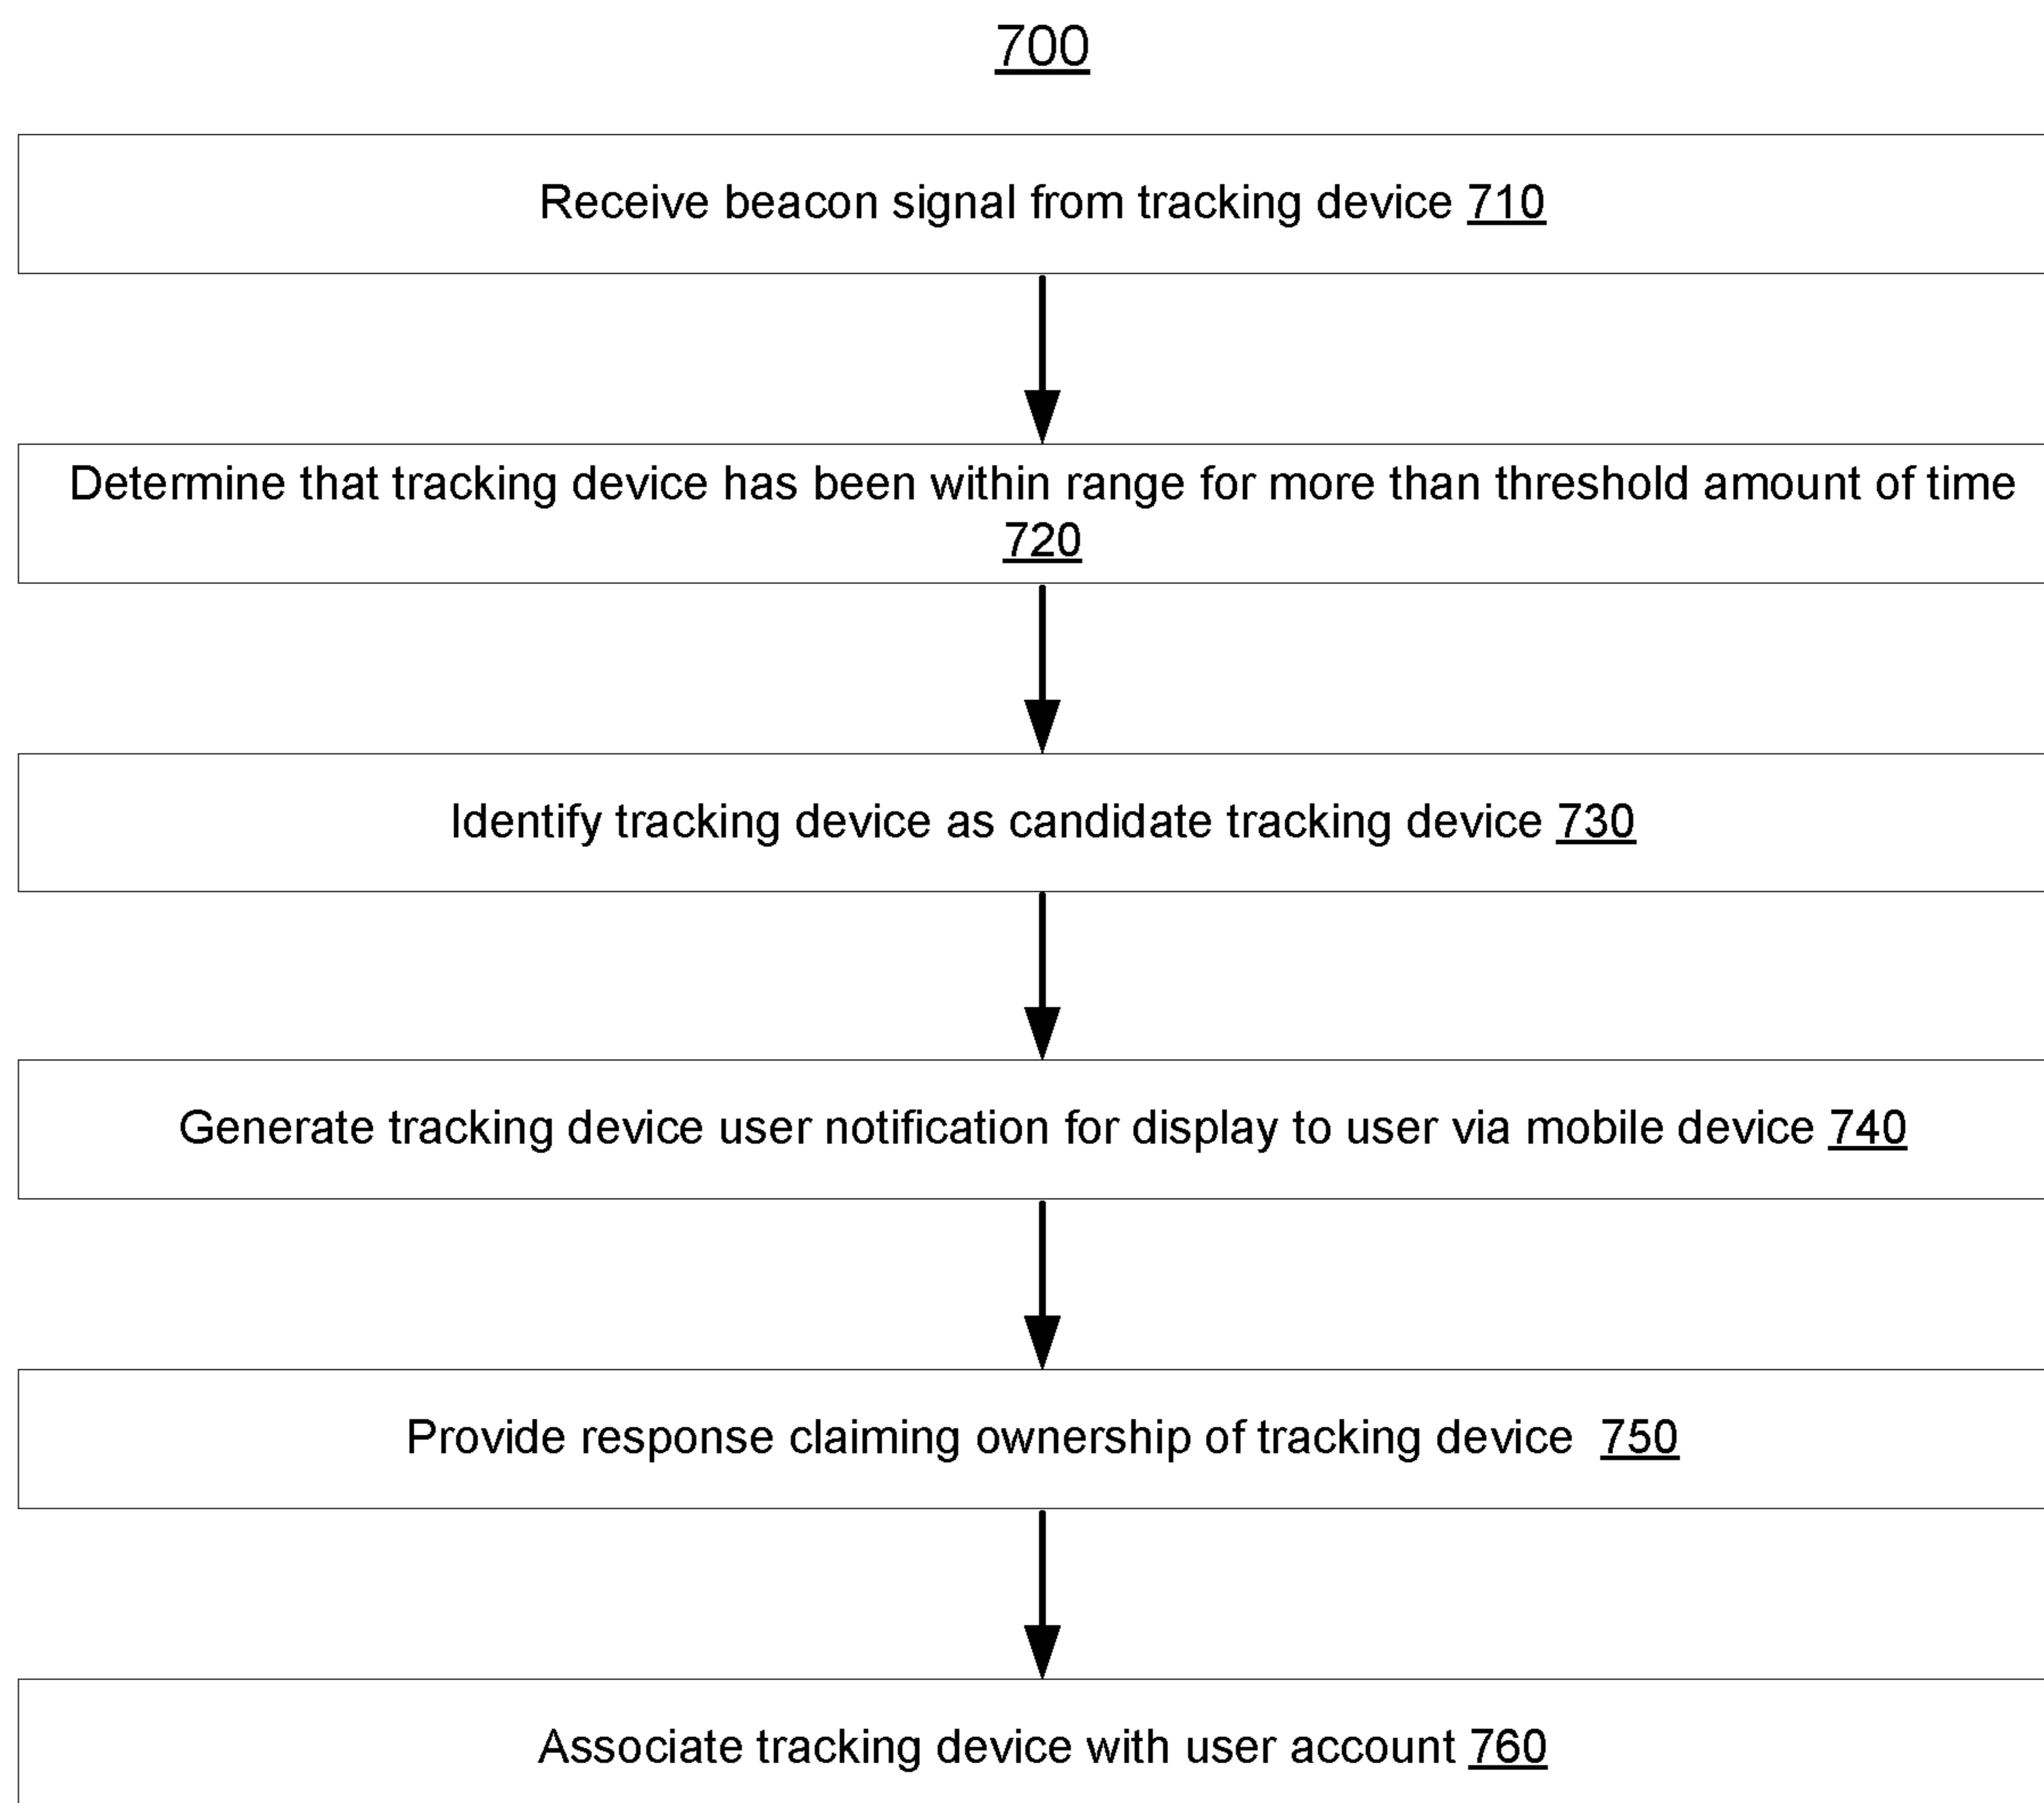 700
Receive beacon signal from tracking device 710
Determine that tracking device has been within range for more than threshold amount of time
720
Identify tracking device as candidate tracking device 730
Generate tracking device user notification for display to user via mobile device 740
Provide response claiming ownership of tracking device 750
Associate tracking device with user account 760